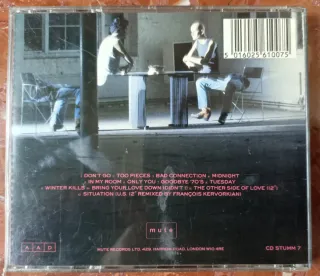 5 016025 610075
DON'T GO • TOO PIECES • BAD CONNECTION • MIDNIGHT
IN MY ROOM • ONLY YOU • GOODBYE '70'S • TUESDAY
WINTER KILLS • BRING YOUR LOVE DOWN (DIDN'T I) • THE OTHER SIDE OF LOVE (12")
• SITUATION (U.S. 12" REMIXED BY FRANÇOIS KERVORKIAN)
mute
AAD
MUTE RECORDS LTD. 429, HARROW ROAD, LONDON W10 4RE
CD STUMM 7